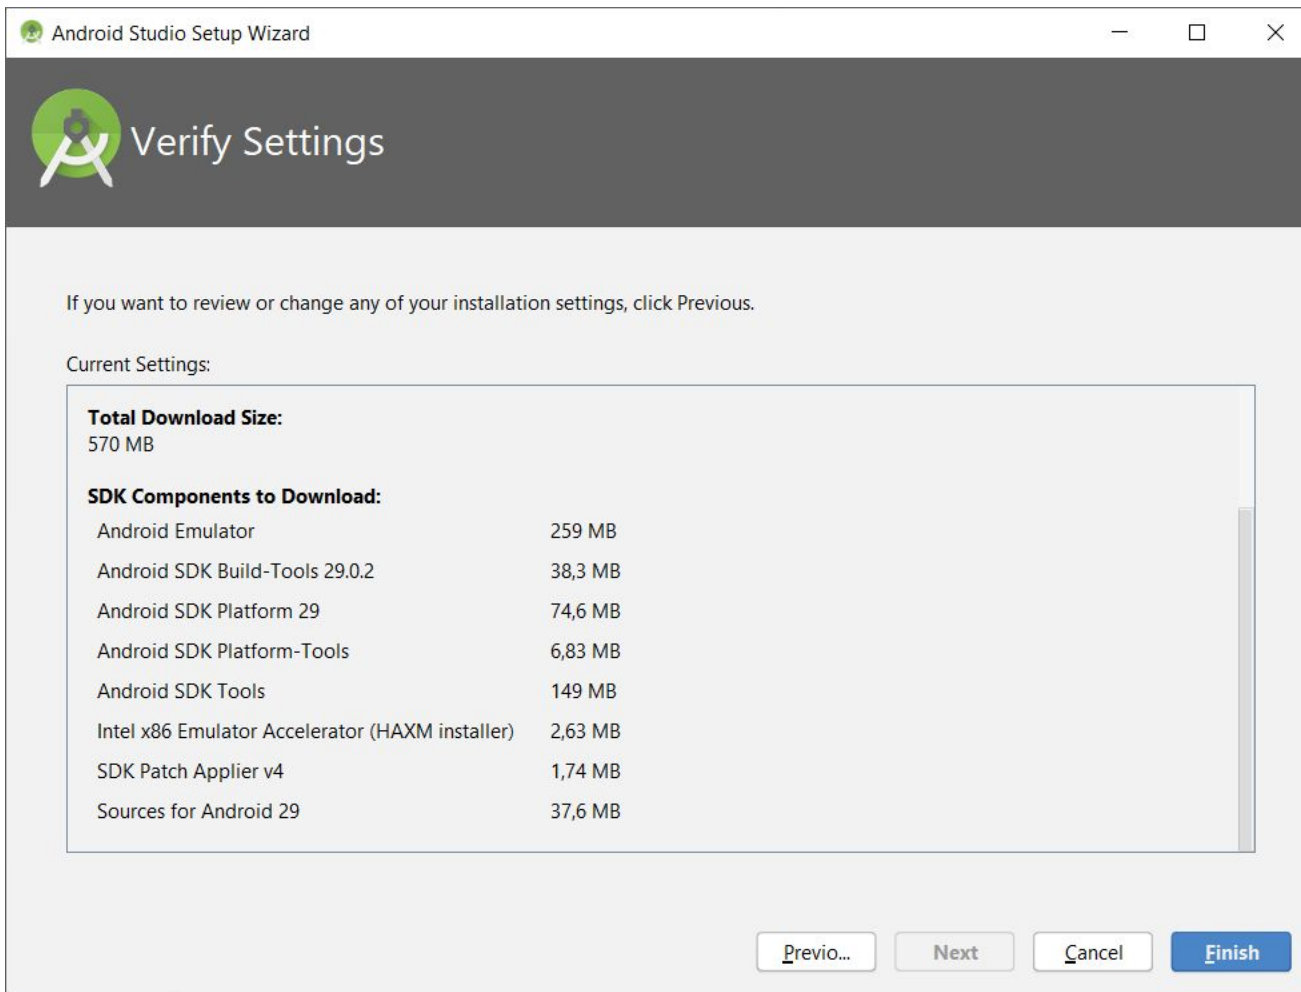 Android Studio Setup Wizard
Verify Settings
If you want to review or change any of your installation settings, click Previous.
Current Settings:
Total Download Size:
570 MB
SDK Components to Download:
Android Emulator 259 MB
Android SDK Build-Tools 29.0.2 38,3 MB
Android SDK Platform 29 74,6 MB
Android SDK Platform-Tools 6,83 MB
Android SDK Tools 149 MB
Intel x86 Emulator Accelerator (HAXM installer) 2,63 MB
SDK Patch Applier v4 1,74 MB
Sources for Android 29 37,6 MB
Previo... Next Cancel Finish